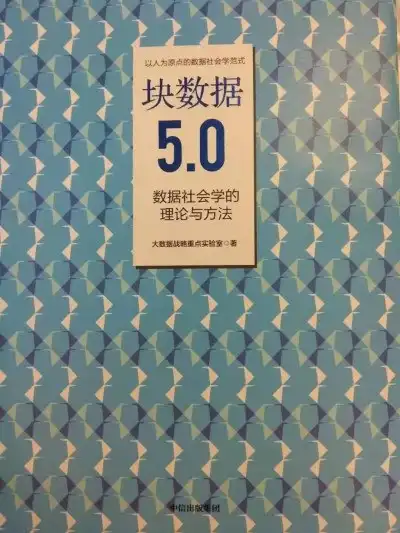 以人为原点的数据社会学范式
块数据
5.0
数据社会学的
理论与方法
大数据战略重点实验室◎著
中信出版集团